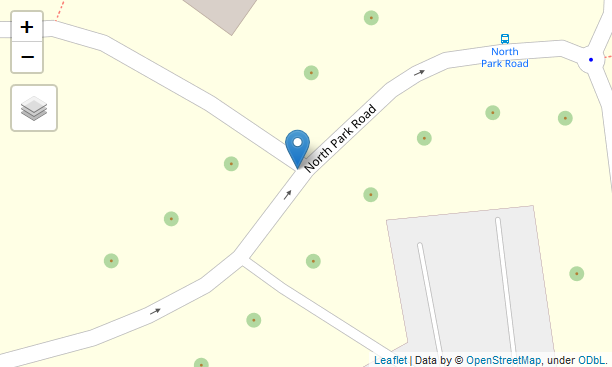 +
−
North
Park Road
North Park Road
Leaflet | Data by © OpenStreetMap, under ODbL.